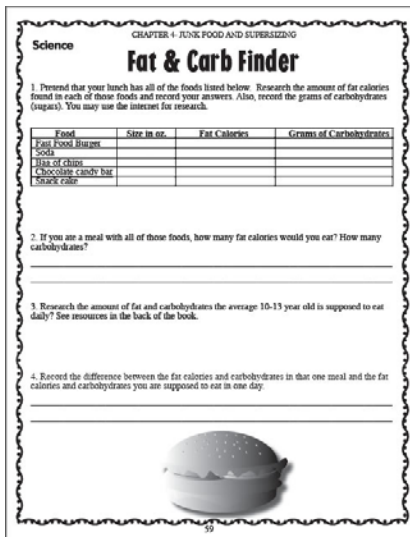 CHAPTER 4- JUNK FOOD AND SUPERSIZING
Science
Fat & Carb Finder
1. Pretend that your lunch has all of the foods listed below. Research the amount of fat calories
found in each of those foods and record your answers. Also, record the grams of carbohydrates
(sugars). You may use the internet for research.
Food Size in oz. Fat Calories Grams of Carbohydrates
Fast Food Burger
Soda
Bag of chips
Chocolate candy bar
Snack cake
2. If you ate a meal with all of those foods, how many fat calories would you eat? How many
carbohydrates?
3. Research the amount of fat and carbohydrates the average 10-13 year old is supposed to eat
daily? See resources in the back of the book.
4. Record the difference between the fat calories and carbohydrates in that one meal and the fat
calories and carbohydrates you are supposed to eat in one day.
59